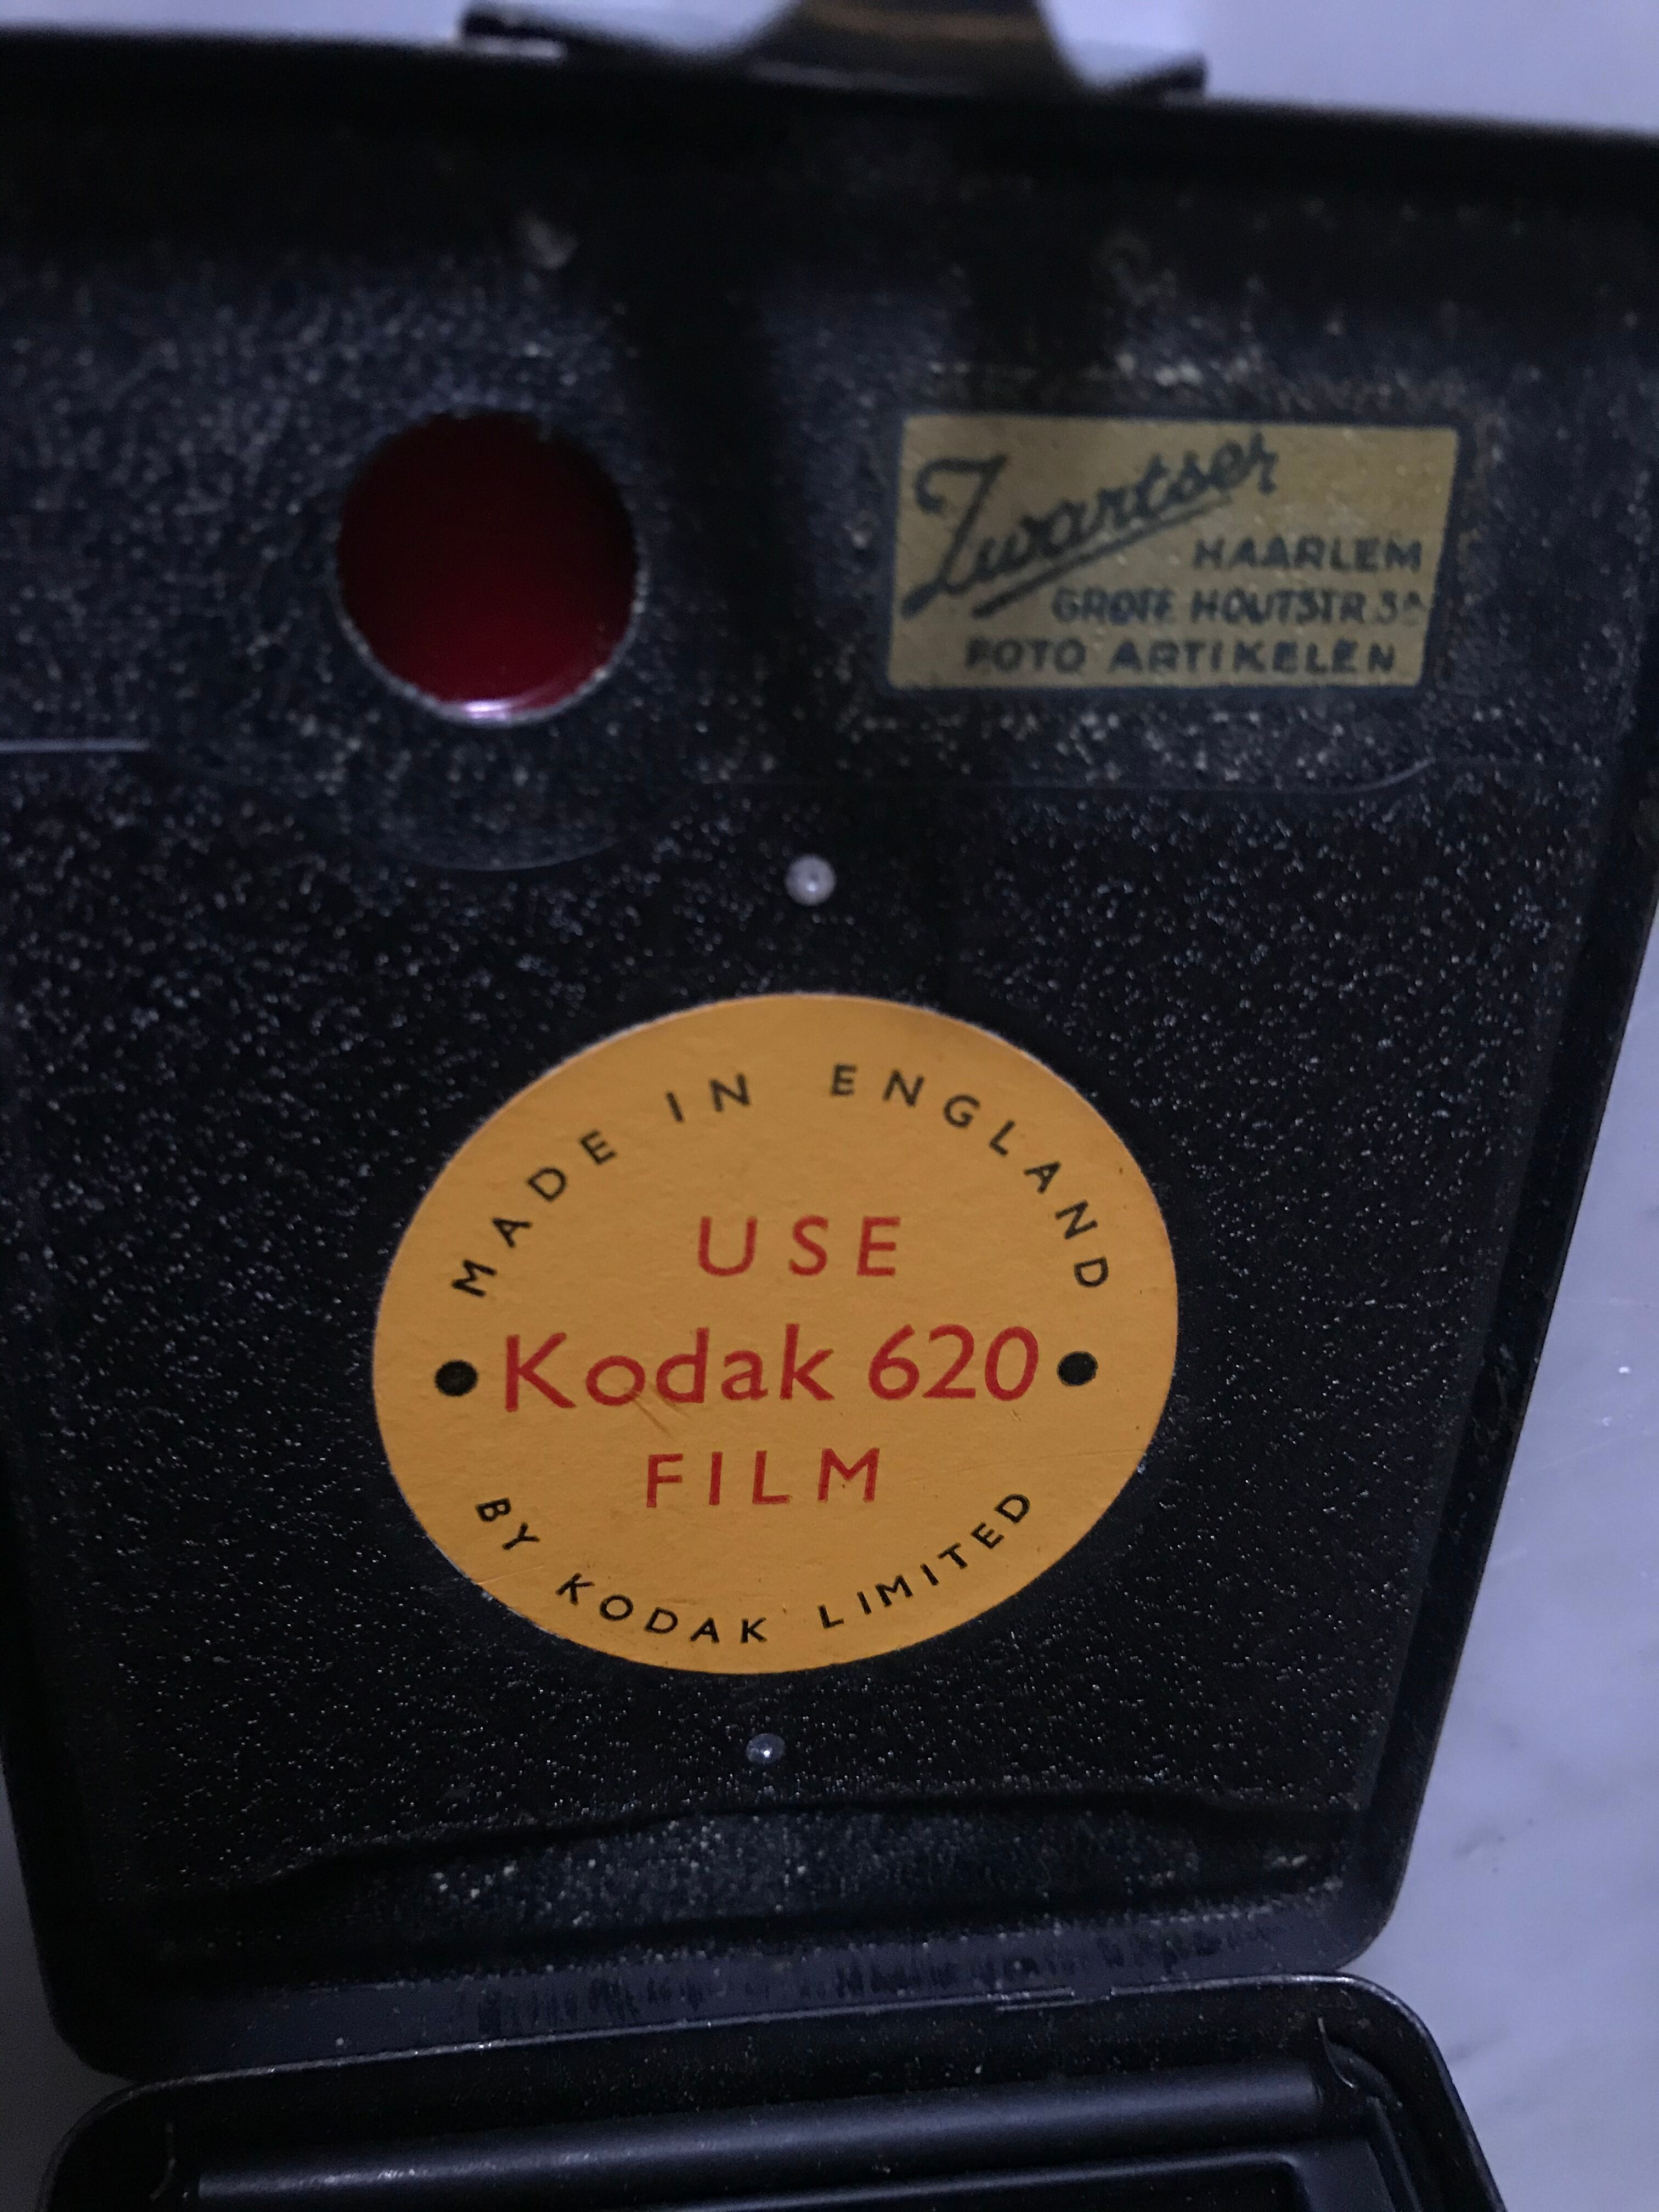 Zwartser
HAARLEM
GROTE HOUTSTR. 3A
FOTO ARTIKELEN
MADE IN ENGLAND
USE
Kodak 620
FILM
BY KODAK LIMITED